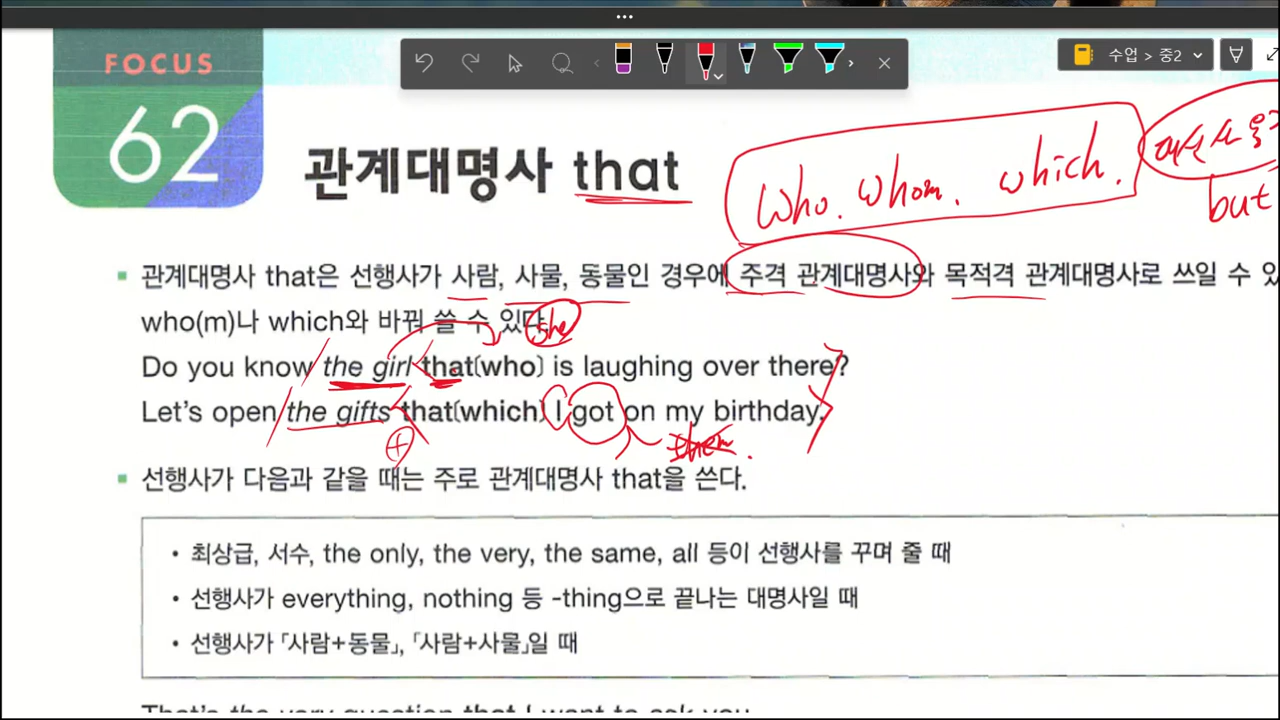 수업 > 중2
FOCUS
62
관계대명사 that
who. whom. which.
but
관계대명사 that은 선행사가 사람, 사물, 동물인 경우에 주격 관계대명사와 목적격 관계대명사로 쓰일 수 있
who(m)나 which와 바꿔 쓸 수 있다.
she
Do you know the girl that(who) is laughing over there?
Let's open the gifts that(which) I got on my birthday.
them.
선행사가 다음과 같을 때는 주로 관계대명사 that을 쓴다.
• 최상급, 서수, the only, the very, the same, all 등이 선행사를 꾸며 줄 때
• 선행사가 everything, nothing 등 -thing으로 끝나는 대명사일 때
• 선행사가 「사람+동물」, 「사람+사물」일 때
That's the very question that I want to ask you